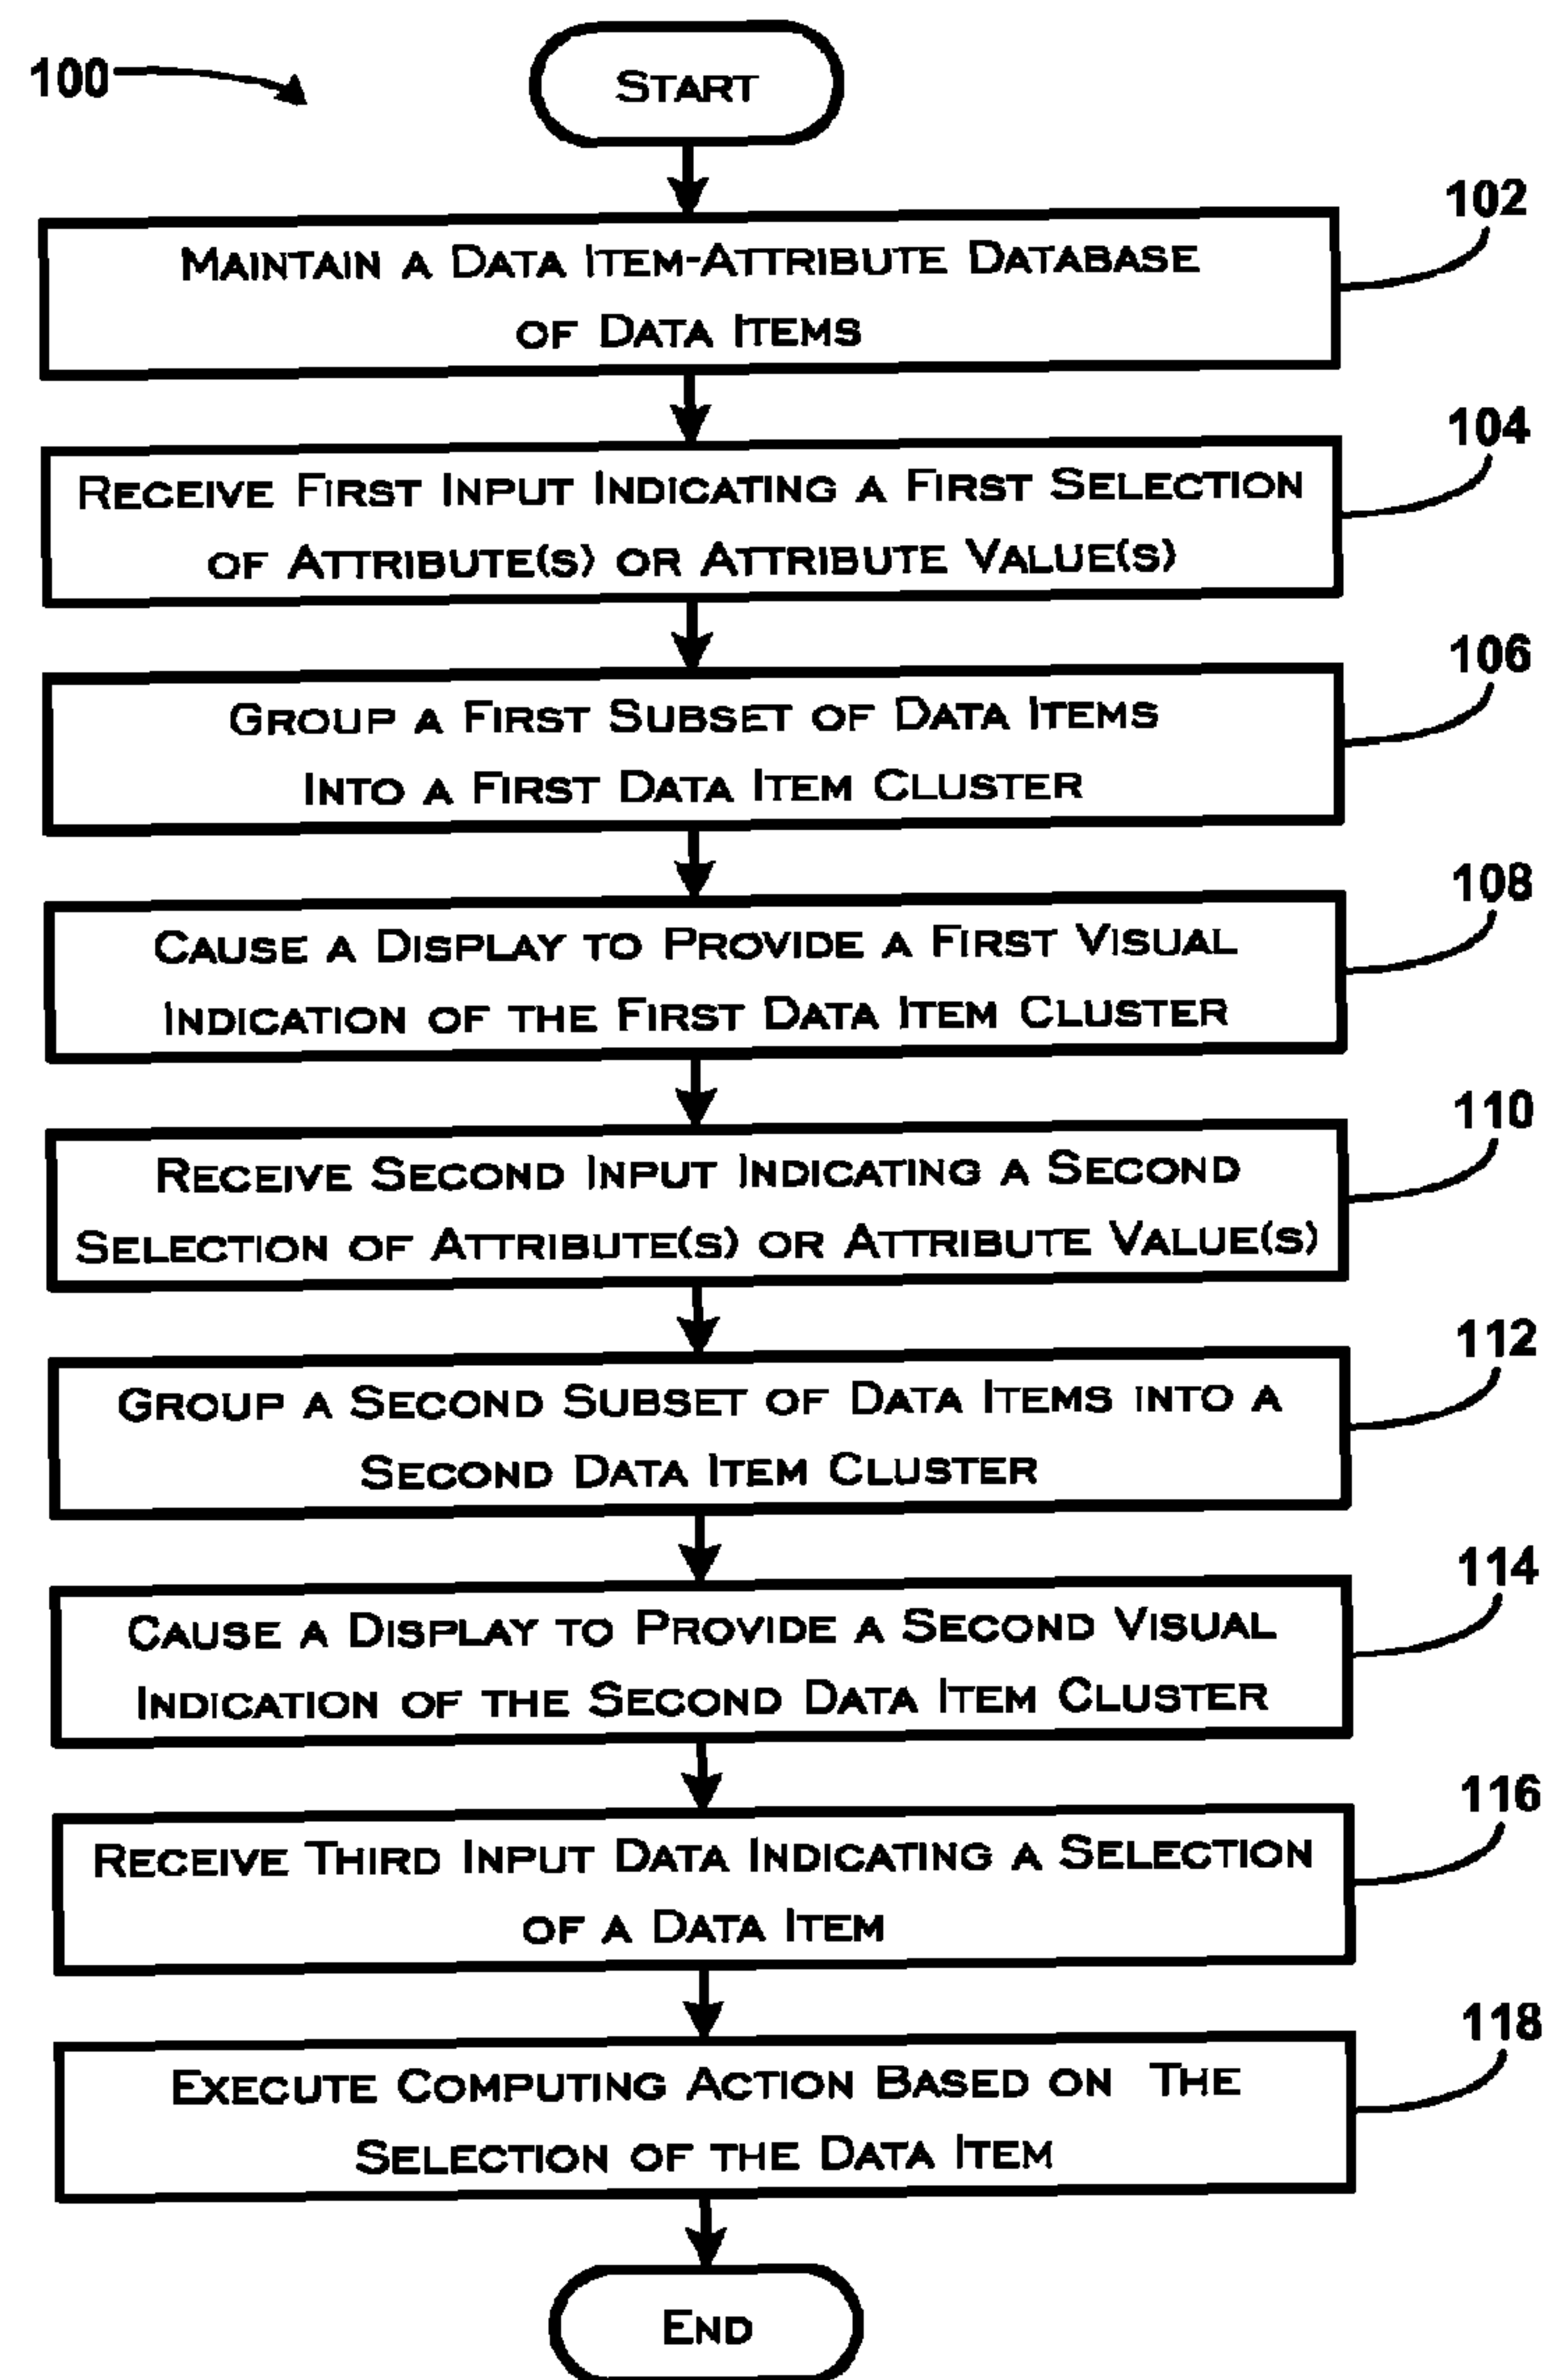 100
START
102
MAINTAIN A DATA ITEM-ATTRIBUTE DATABASE
OF DATA ITEMS
104
RECEIVE FIRST INPUT INDICATING A FIRST SELECTION
OF ATTRIBUTE(S) OR ATTRIBUTE VALUE(S)
106
GROUP A FIRST SUBSET OF DATA ITEMS
INTO A FIRST DATA ITEM CLUSTER
108
CAUSE A DISPLAY TO PROVIDE A FIRST VISUAL
INDICATION OF THE FIRST DATA ITEM CLUSTER
110
RECEIVE SECOND INPUT INDICATING A SECOND
SELECTION OF ATTRIBUTE(S) OR ATTRIBUTE VALUE(S)
112
GROUP A SECOND SUBSET OF DATA ITEMS INTO A
SECOND DATA ITEM CLUSTER
114
CAUSE A DISPLAY TO PROVIDE A SECOND VISUAL
INDICATION OF THE SECOND DATA ITEM CLUSTER
116
RECEIVE THIRD INPUT DATA INDICATING A SELECTION
OF A DATA ITEM
118
EXECUTE COMPUTING ACTION BASED ON THE
SELECTION OF THE DATA ITEM
END